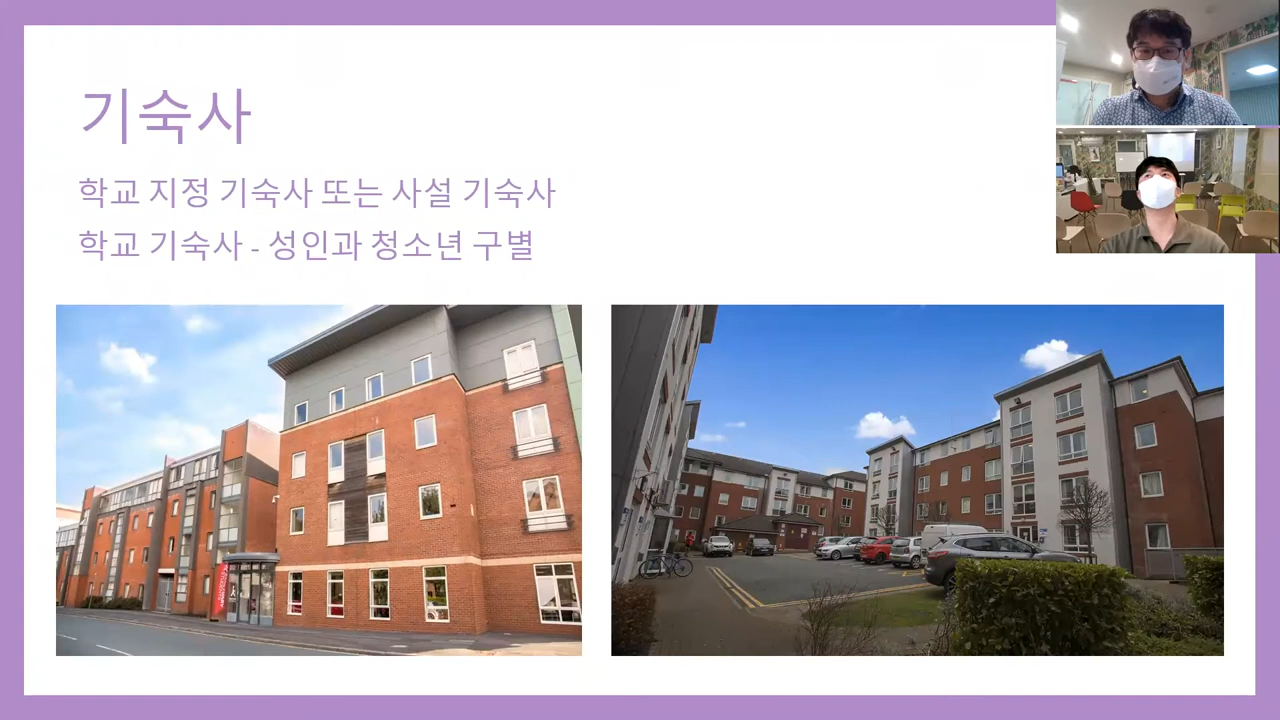 기숙사
학교 지정 기숙사 또는 사설 기숙사
학교 기숙사 - 성인과 청소년 구별